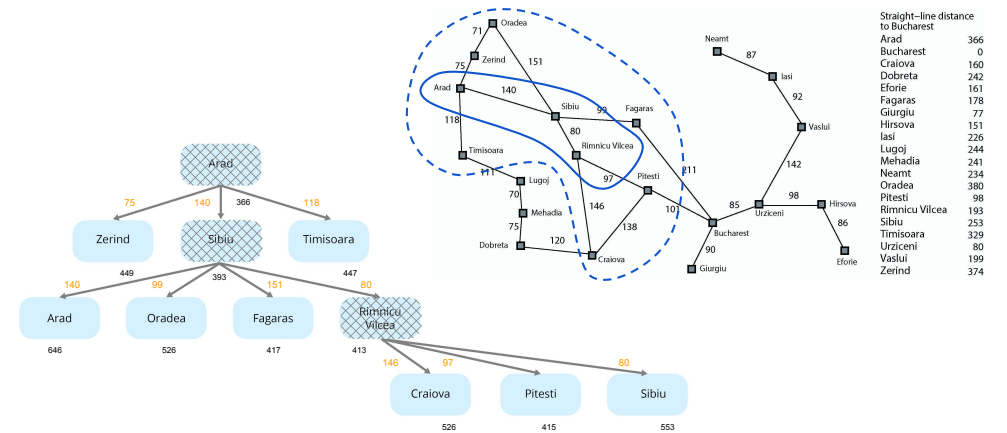 Oradea
71
Zerind
75
151
Arad
140
118
Sibiu
99
Fagaras
80
Rimnicu Vilcea
Timisoara
111
Lugoj
97
Pitesti
211
70
Mehadia
146
101
75
138
Dobreta
120
Craiova
Neamt
87
Iasi
92
Vaslui
142
98
Hirsova
85
Urziceni
86
Bucharest
90
Giurgiu
Eforie
Straight-line distance
to Bucharest
Arad 366
Bucharest 0
Craiova 160
Dobreta 242
Eforie 161
Fagaras 178
Giurgiu 77
Hirsova 151
Iasi 226
Lugoj 244
Mehadia 241
Neamt 234
Oradea 380
Pitesti 98
Rimnicu Vilcea 193
Sibiu 253
Timisoara 329
Urziceni 80
Vaslui 199
Zerind 374
Arad
75 140 366 118
Zerind
Sibiu
Timisoara
449 393 447
140 99 151 80
Arad
Oradea
Fagaras
Rimnicu
Vilcea
646 526 417 413
146 97 80
Craiova
Pitesti
Sibiu
526 415 553